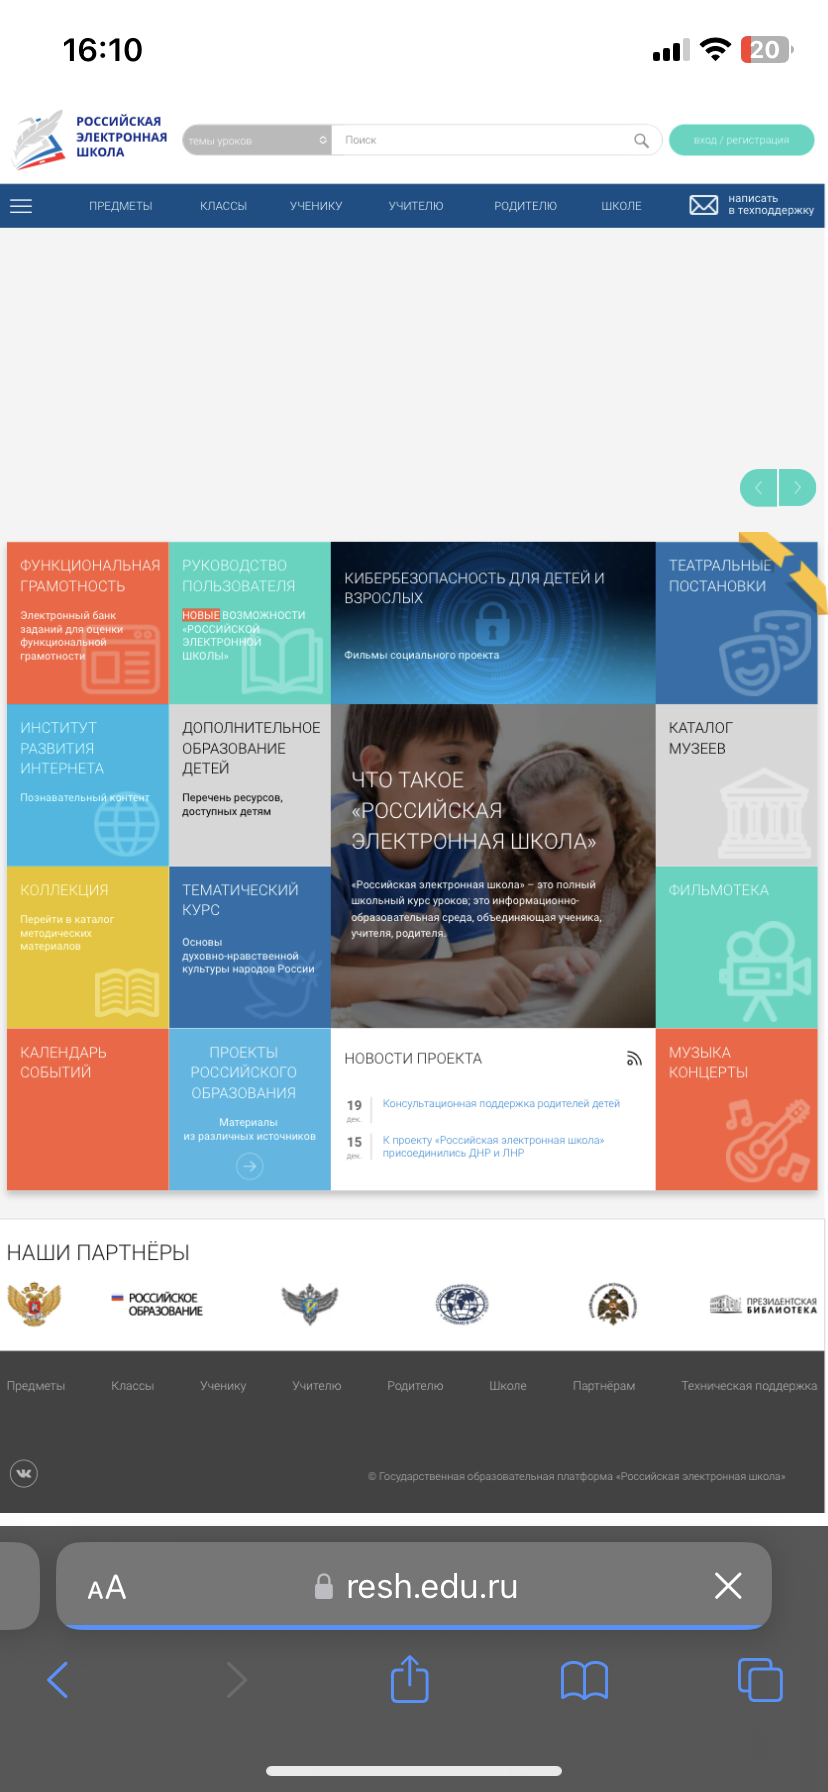 16:10
20
РОССИЙСКАЯ
ЭЛЕКТРОННАЯ
ШКОЛА
темы уроков
Поиск
вход / регистрация
ПРЕДМЕТЫ
КЛАССЫ
УЧЕНИКУ
УЧИТЕЛЮ
РОДИТЕЛЮ
ШКОЛЕ
написать
в техподдержку
ФУНКЦИОНАЛЬНАЯ
ГРАМОТНОСТЬ
Электронный банк
заданий для оценки
функциональной
грамотности
РУКОВОДСТВО
ПОЛЬЗОВАТЕЛЯ
НОВЫЕ ВОЗМОЖНОСТИ
«РОССИЙСКОЙ
ЭЛЕКТРОННОЙ
ШКОЛЫ»
КИБЕРБЕЗОПАСНОСТЬ ДЛЯ ДЕТЕЙ И
ВЗРОСЛЫХ
Фильмы социального проекта
ТЕАТРАЛЬНЫЕ
ПОСТАНОВКИ
ИНСТИТУТ
РАЗВИТИЯ
ИНТЕРНЕТА
Познавательный контент
ДОПОЛНИТЕЛЬНОЕ
ОБРАЗОВАНИЕ
ДЕТЕЙ
Перечень ресурсов,
доступных детям
ЧТО ТАКОЕ
«РОССИЙСКАЯ
ЭЛЕКТРОННАЯ ШКОЛА»
«Российская электронная школа» – это полный
школьный курс уроков; это информационно-
образовательная среда, объединяющая ученика,
учителя, родителя.
КАТАЛОГ
МУЗЕЕВ
КОЛЛЕКЦИЯ
Перейти в каталог
методических
материалов
ТЕМАТИЧЕСКИЙ
КУРС
Основы
духовно-нравственной
культуры народов России
ФИЛЬМОТЕКА
КАЛЕНДАРЬ
СОБЫТИЙ
ПРОЕКТЫ
РОССИЙСКОГО
ОБРАЗОВАНИЯ
Материалы
из различных источников
НОВОСТИ ПРОЕКТА
19
дек.
Консультационная поддержка родителей детей
15
дек.
К проекту «Российская электронная школа»
присоединились ДНР и ЛНР
МУЗЫКА
КОНЦЕРТЫ
НАШИ ПАРТНЁРЫ
РОССИЙСКОЕ
ОБРАЗОВАНИЕ
ПРЕЗИДЕНТСКАЯ
БИБЛИОТЕКА
Предметы
Классы
Ученику
Учителю
Родителю
Школе
Партнёрам
Техническая поддержка
© Государственная образовательная платформа «Российская электронная школа»
AA
resh.edu.ru